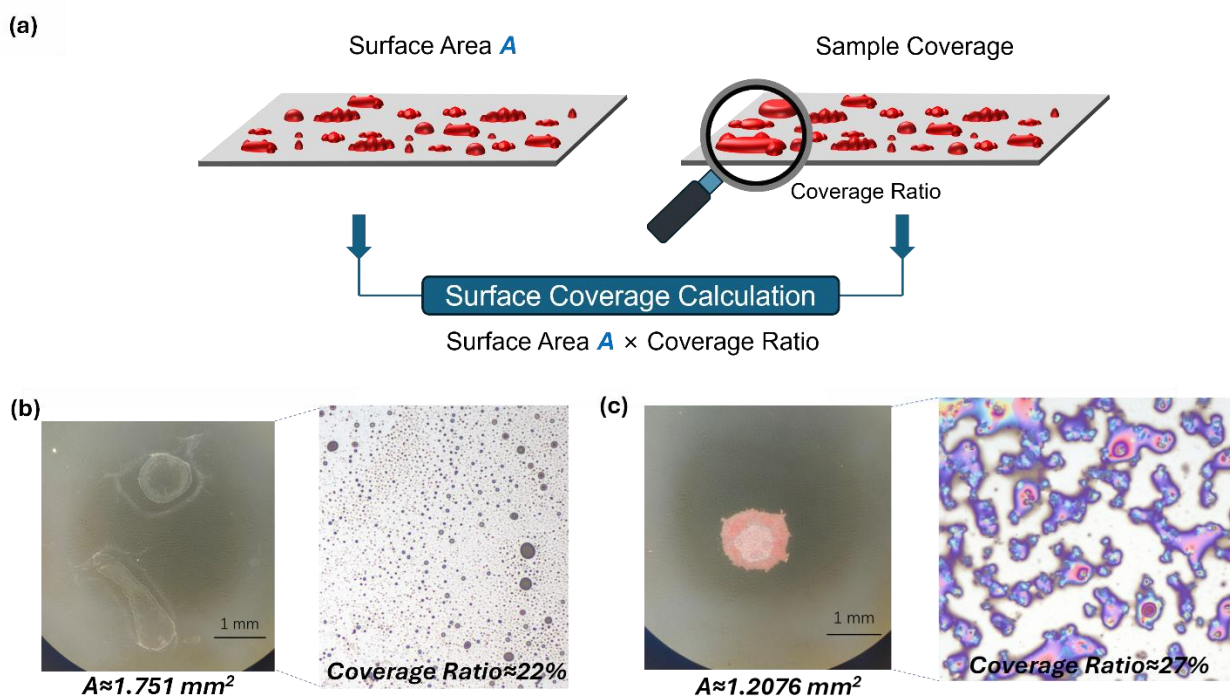 (a)
Surface Area A
Sample Coverage
Coverage Ratio
Surface Coverage Calculation
Surface Area A × Coverage Ratio
(b)
(c)
1 mm
1 mm
Coverage Ratio≈22%
Coverage Ratio≈27%
A≈1.751 mm²
A≈1.2076 mm²